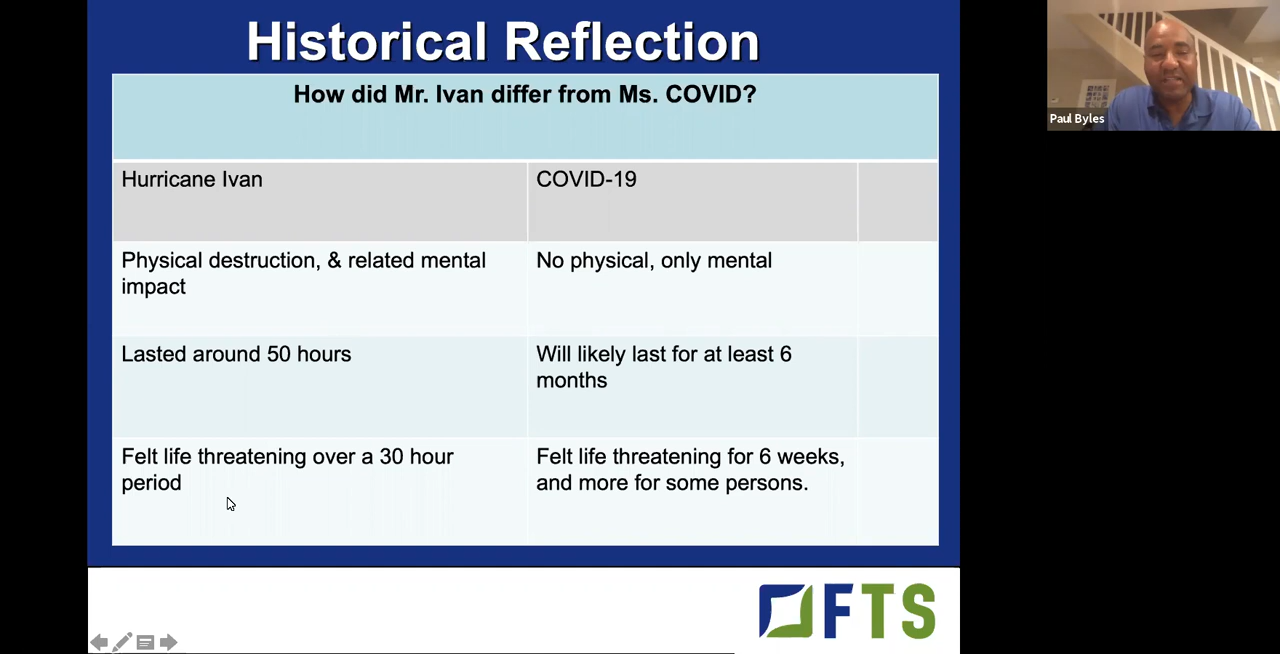 Historical Reflection
How did Mr. Ivan differ from Ms. COVID?
Hurricane Ivan
COVID-19
Physical destruction, & related mental
impact
No physical, only mental
Lasted around 50 hours
Will likely last for at least 6
months
Felt life threatening over a 30 hour
period
Felt life threatening for 6 weeks,
and more for some persons.
FTS
Paul Byles